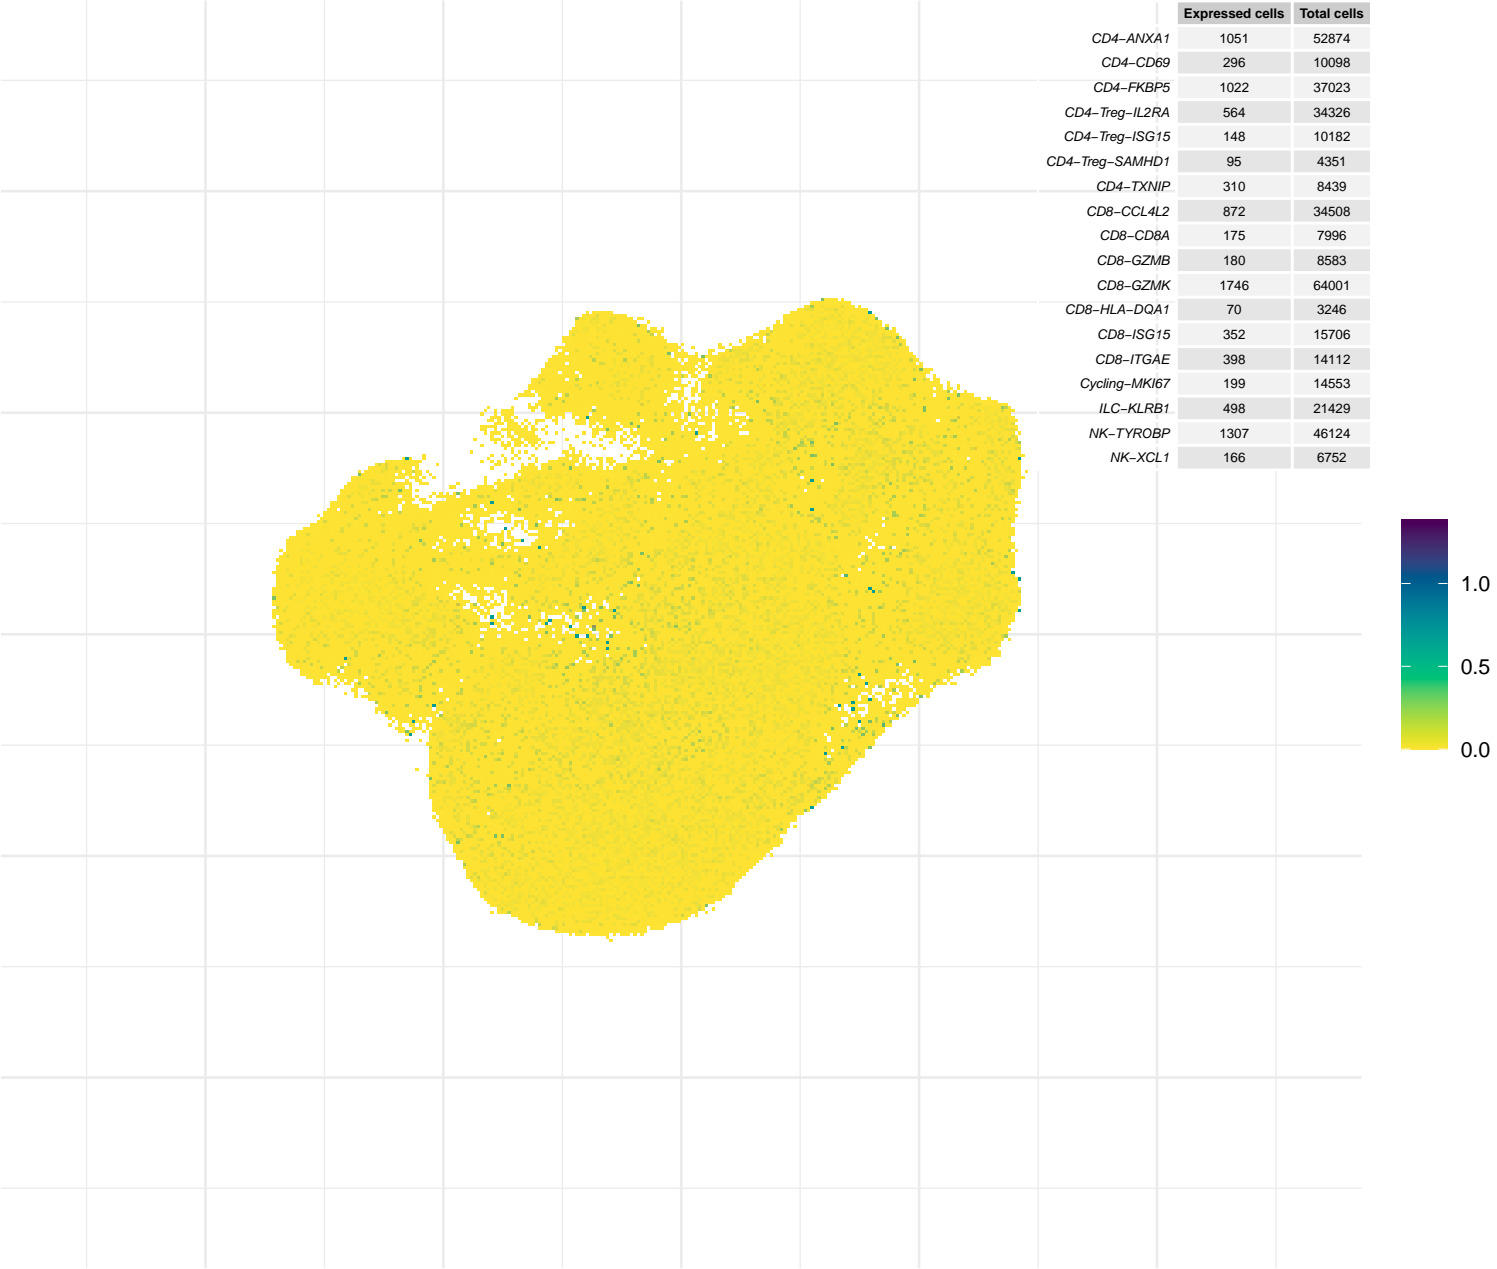 Expressed cells Total cells
CD4−ANXA1 1051 52874
CD4−CD69 296 10098
CD4−FKBP5 1022 37023
CD4−Treg−IL2RA 564 34326
CD4−Treg−ISG15 148 10182
CD4−Treg−SAMHD1 95 4351
CD4−TXNIP 310 8439
CD8−CCL4L2 872 34508
CD8−CD8A 175 7996
CD8−GZMB 180 8583
CD8−GZMK 1746 64001
CD8−HLA−DQA1 70 3246
CD8−ISG15 352 15706
CD8−ITGAE 398 14112
Cycling−MKI67 199 14553
ILC−KLRB1 498 21429
NK−TYROBP 1307 46124
NK−XCL1 166 6752
1.0
0.5
0.0